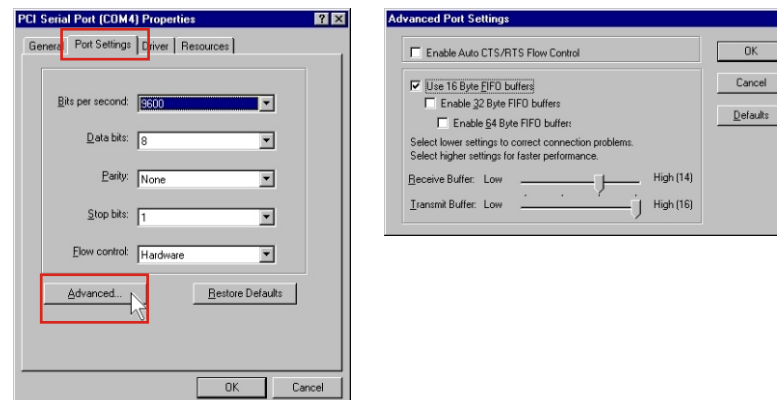 PCI Serial Port (COM4) Properties
General Port Settings Driver Resources
Bits per second: 9600
Data bits: 8
Parity: None
Stop bits: 1
Flow control: Hardware
Advanced... Restore Defaults
OK Cancel
Advanced Port Settings
Enable Auto CTS/RTS Flow Control
OK
Use 16 Byte FIFO buffers
Cancel
Enable 32 Byte FIFO buffers
Enable 64 Byte FIFO buffers
Defaults
Select lower settings to correct connection problems.
Select higher settings for faster performance.
Receive Buffer: Low High (14)
Transmit Buffer: Low High (16)